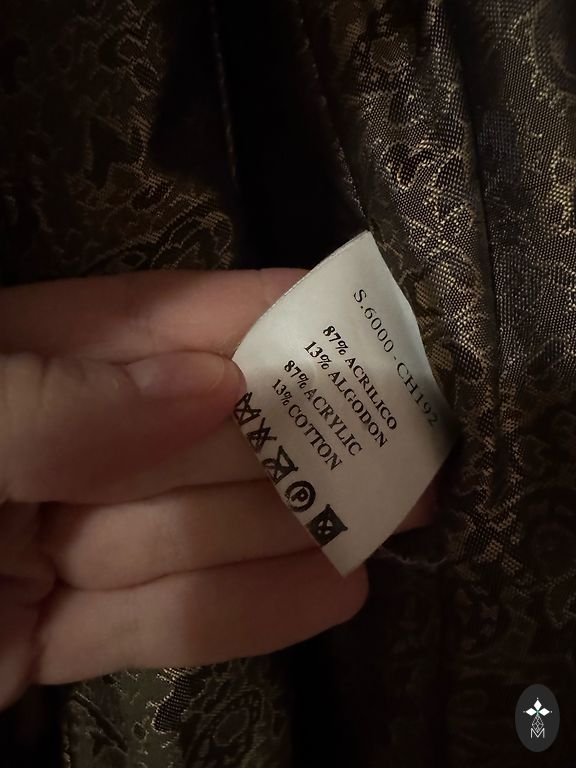 S.6000-CH192
87% ACRILICO
13% ALGODON
87% ACRYLIC
13% COTTON
P
M